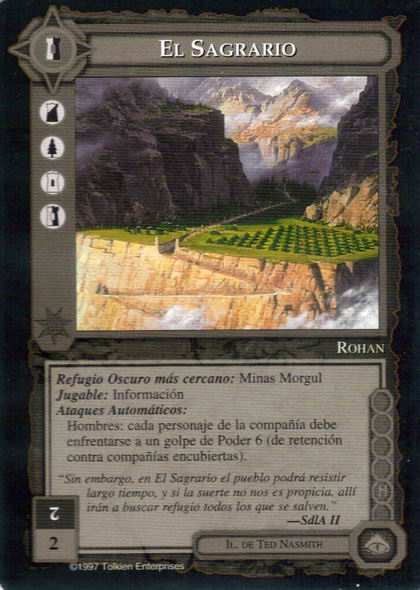 EL SAGRARIO
ROHAN
Refugio Oscuro más cercano: Minas Morgul
Jugable: Información
Ataques Automáticos:
Hombres: cada personaje de la compañía debe
enfrentarse a un golpe de Poder 6 (de retención
contra compañías encubiertas).
“Sin embargo, en El Sagrario el pueblo podrá resistir
largo tiempo, y si la suerte no nos es propicia, allí
irán a buscar refugio todos los que se salven.”
—SdlA II
2
2
IL. DE TED NASMITH
©1997 Tolkien Enterprises